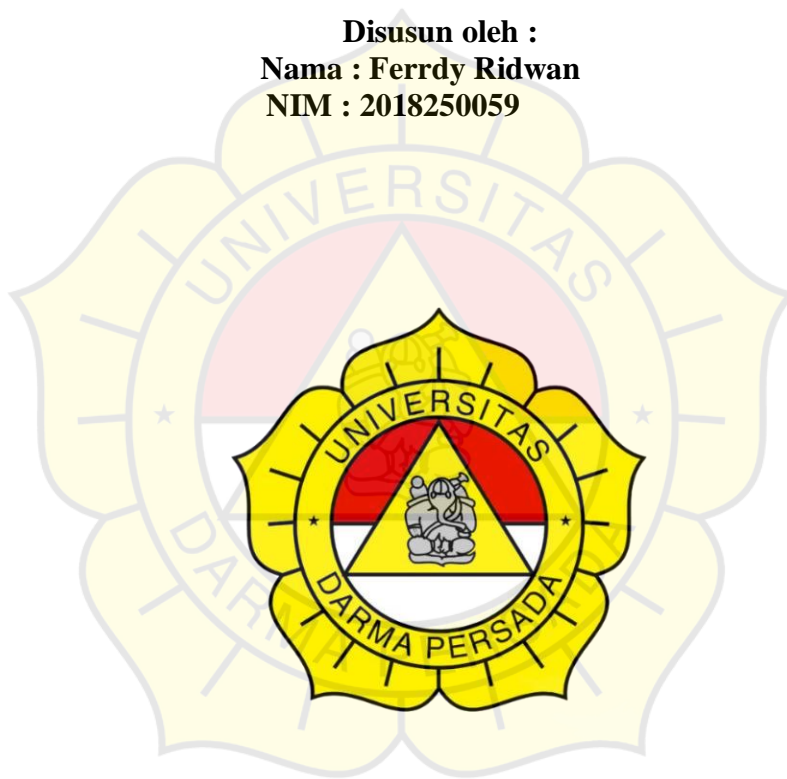 Disusun oleh :
Nama : Ferrdy Ridwan
NIM : 2018250059
UNIVERSITAS
DARMA PERSADA
UNIVERSITAS
DARMA PERSADA